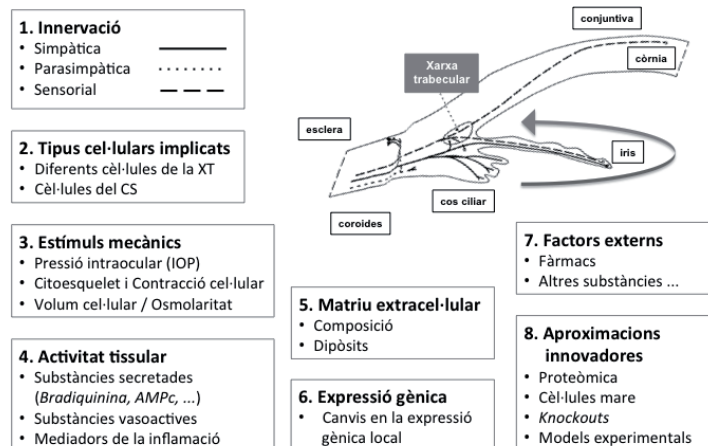 1. Innervació
• Simpàtica
• Parasimpàtica
• Sensorial
conjuntiva
còrnia
Xarxa
trabecular
esclera
iris
cos ciliar
coroides
2. Tipus cel·lulars implicats
• Diferents cèl·lules de la XT
• Cèl·lules del CS
3. Estímuls mecànics
• Pressió intraocular (IOP)
• Citoesquelet i Contracció cel·lular
• Volum cel·lular / Osmolaritat
4. Activitat tissular
• Substàncies secretades
(Bradiquinina, AMPc, ...)
• Substàncies vasoactives
• Mediadors de la inflamació
5. Matriu extracel·lular
• Composició
• Dipòsits
6. Expressió gènica
• Canvis en la expressió
gènica local
7. Factors externs
• Fàrmacs
• Altres substàncies ...
8. Aproximacions
innovadores
• Proteòmica
• Cèl·lules mare
• Knockouts
• Models experimentals